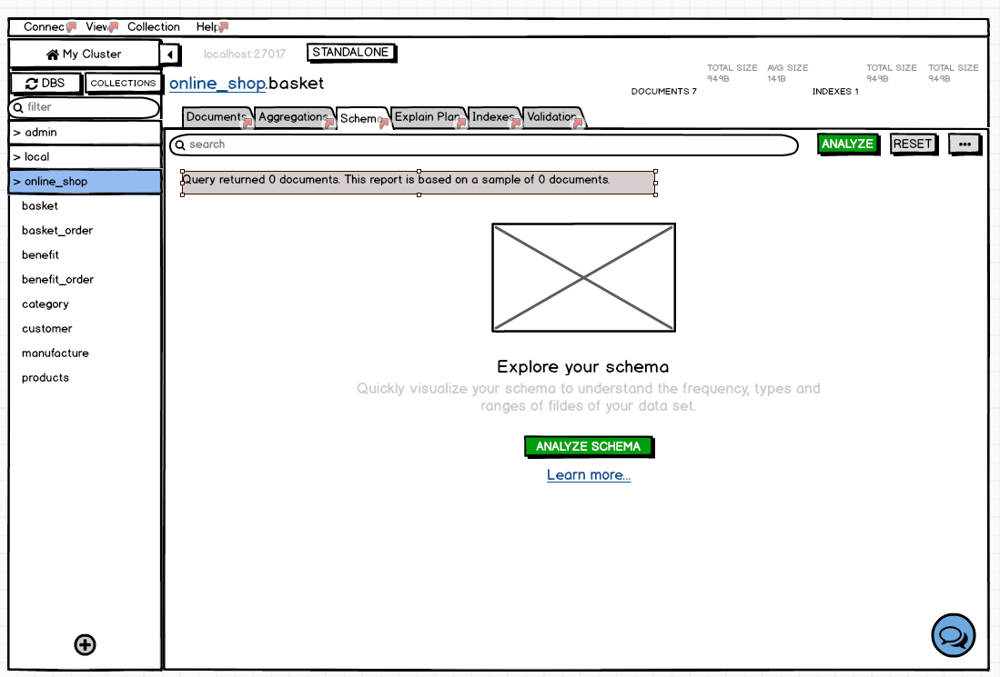 Connect View Collection Help
My Cluster
localhost:27017 STANDALONE
DBS COLLECTIONS
online_shop.basket
DOCUMENTS 7
TOTAL SIZE AVG. SIZE
949B 141B
INDEXES 1
TOTAL SIZE TOTAL SIZE
949B 949B
filter
Documents Aggregations Schema Explain Plan Indexes Validation
search
ANALYZE RESET ...
Query returned 0 documents. This report is based on a sample of 0 documents.
> admin
> local
> online_shop
basket
basket_order
benefit
benefit_order
category
customer
manufacture
products
Explore your schema
Quickly visualize your schema to understand the frequency, types and
ranges of fildes of your data set.
ANALYZE SCHEMA
Learn more...